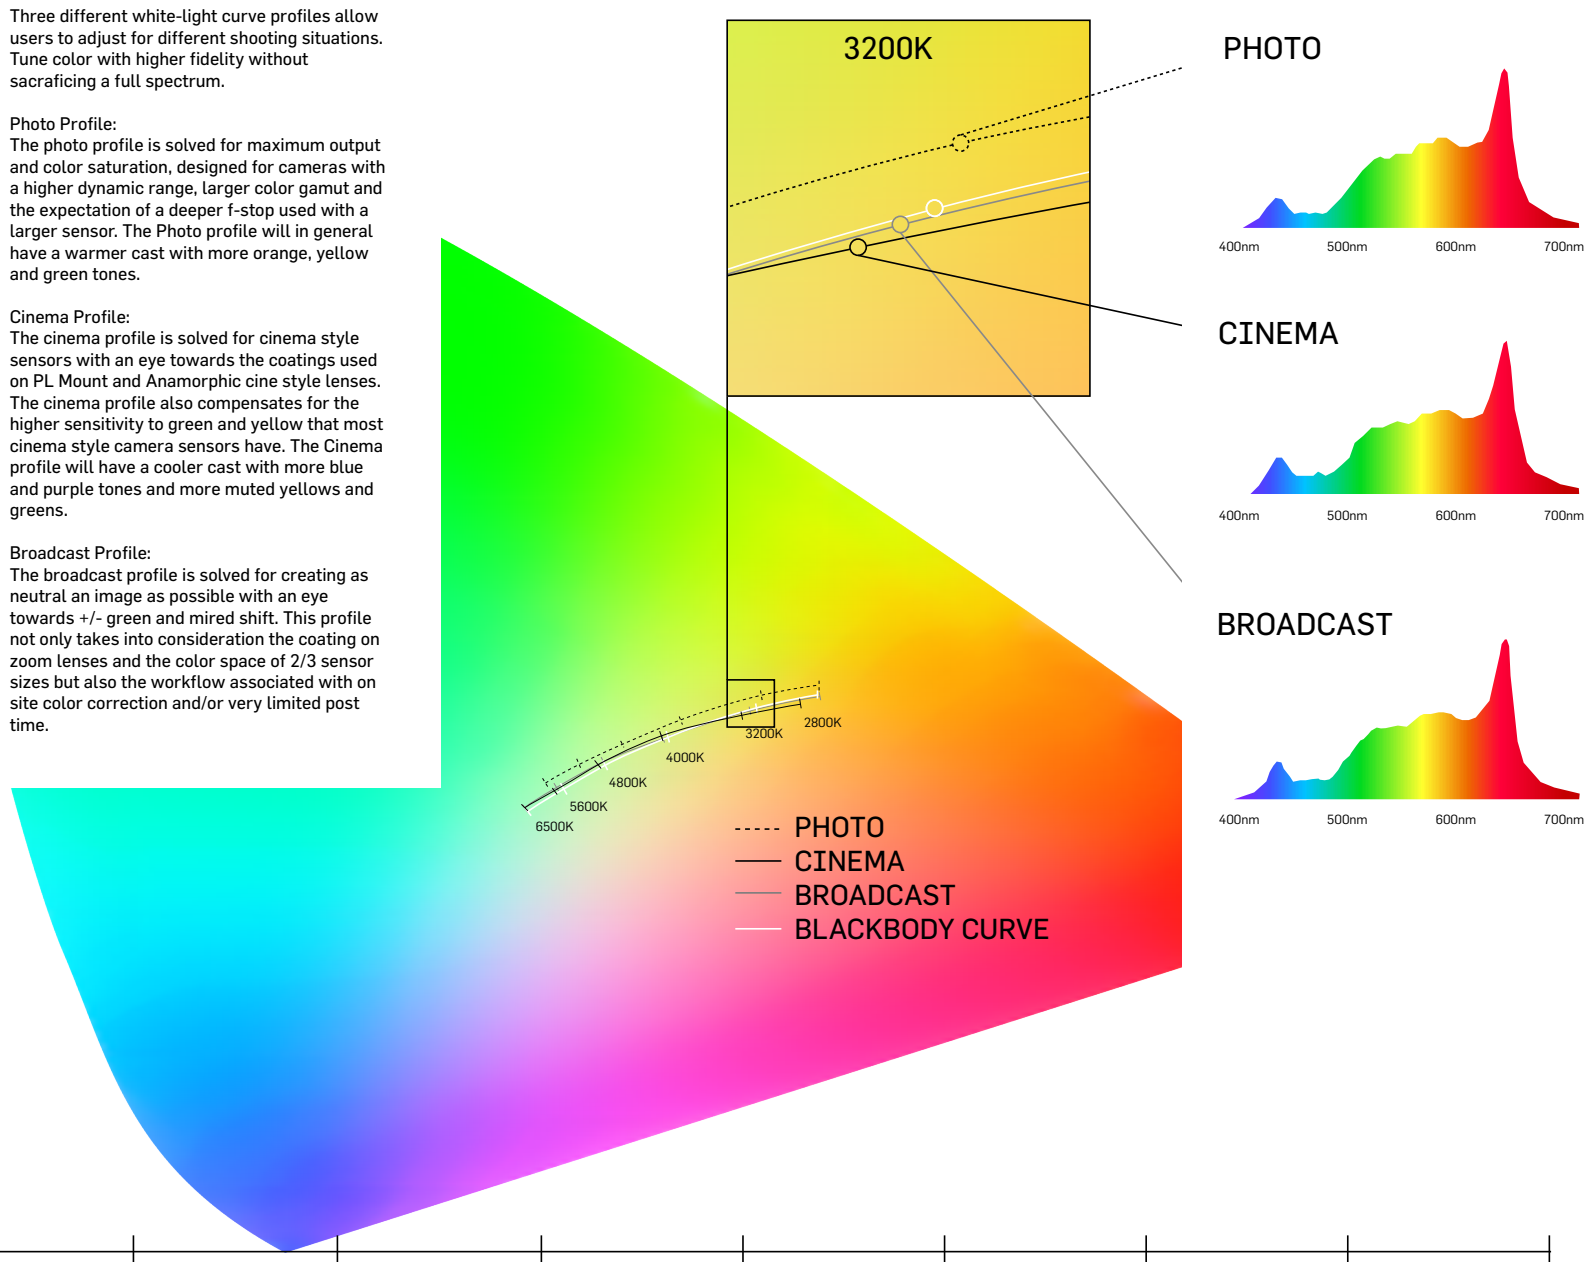 Three different white-light curve profiles allow
users to adjust for different shooting situations.
Tune color with higher fidelity without
sacraficing a full spectrum.
Photo Profile:
The photo profile is solved for maximum output
and color saturation, designed for cameras with
a higher dynamic range, larger color gamut and
the expectation of a deeper f-stop used with a
larger sensor. The Photo profile will in general
have a warmer cast with more orange, yellow
and green tones.
Cinema Profile:
The cinema profile is solved for cinema style
sensors with an eye towards the coatings used
on PL Mount and Anamorphic cine style lenses.
The cinema profile also compensates for the
higher sensitivity to green and yellow that most
cinema style camera sensors have. The Cinema
profile will have a cooler cast with more blue
and purple tones and more muted yellows and
greens.
Broadcast Profile:
The broadcast profile is solved for creating as
neutral an image as possible with an eye
towards +/- green and mired shift. This profile
not only takes into consideration the coating on
zoom lenses and the color space of 2/3 sensor
sizes but also the workflow associated with on
site color correction and/or very limited post
time.
3200K
2800K
3200K
4000K
4800K
5600K
6500K
PHOTO
CINEMA
BROADCAST
BLACKBODY CURVE
PHOTO
400nm 500nm 600nm 700nm
CINEMA
400nm 500nm 600nm 700nm
BROADCAST
400nm 500nm 600nm 700nm